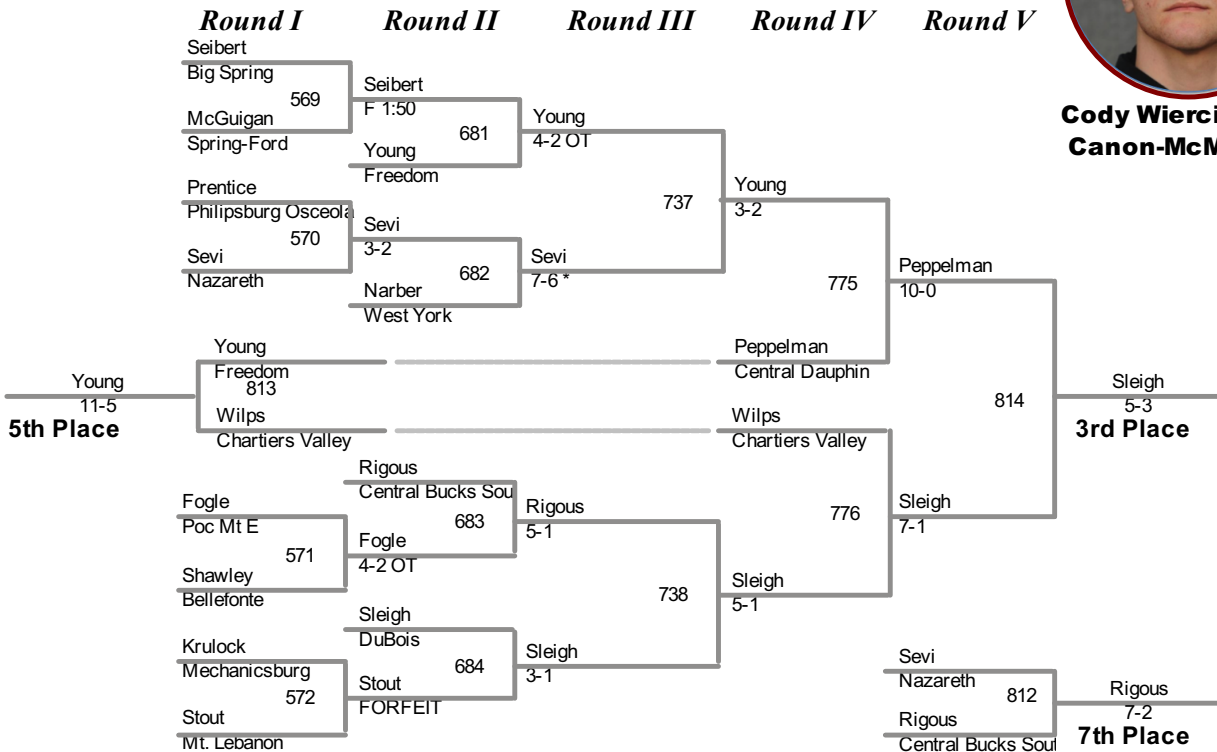 Round I Round II Round III Round IV Round V
Seibert
Big Spring
569
McGuigan
Spring-Ford
Seibert
F 1:50
681
Young
Freedom
Young
4-2 OT
Prentice
Philipsburg Osceola
570
Sevi
Nazareth
Sevi
3-2
682
Narber
West York
Sevi
7-6 *
737
Young
3-2
775
Peppelman
Central Dauphin
Peppelman
10-0
Young
11-5
5th Place
Young
Freedom
813
Wilps
Chartiers Valley
Wilps
Chartiers Valley
814
Sleigh
5-3
3rd Place
Rigous
Central Bucks Sou
683
Fogle
Poc Mt E
571
Shawley
Bellefonte
Fogle
4-2 OT
Rigous
5-1
776
Sleigh
7-1
738
Sleigh
5-1
Sleigh
DuBois
684
Krulock
Mechanicsburg
572
Stout
Mt. Lebanon
Stout
FORFEIT
Sleigh
3-1
Sevi
Nazareth
812
Rigous
Central Bucks Sout
Rigous
7-2
7th Place
Cody Wierci
Canon-McM